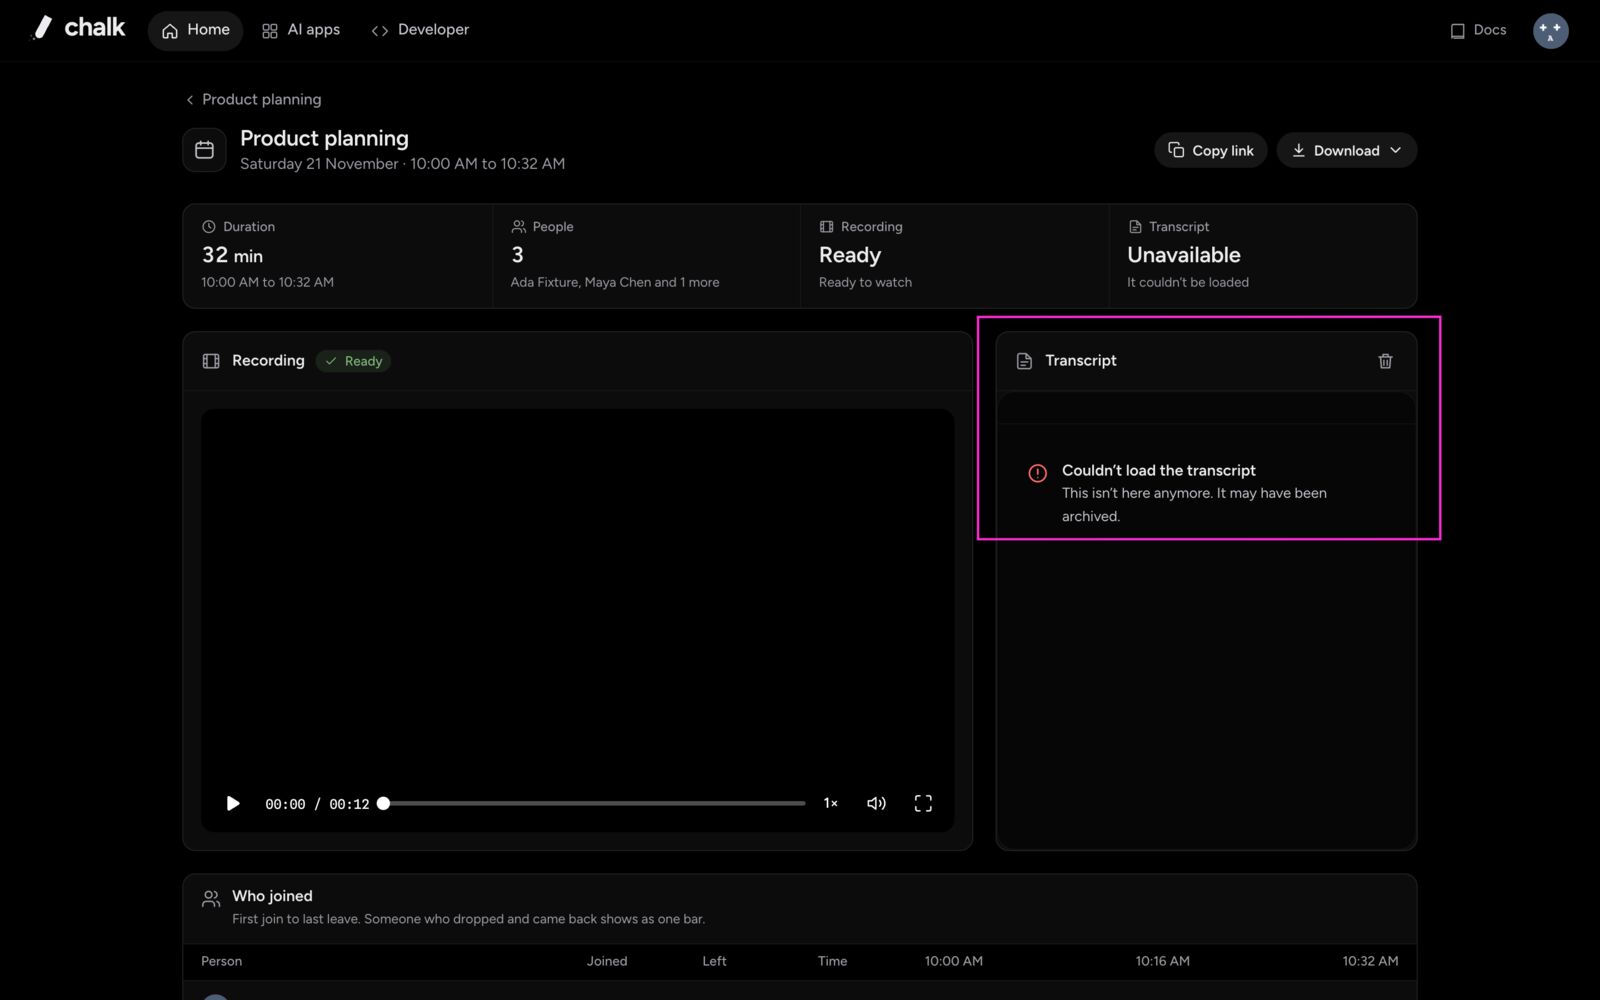 chalk
Home
AI apps
Developer
Docs
Product planning
Product planning
Saturday 21 November · 10:00 AM to 10:32 AM
Copy link
Download
Duration
32 min
10:00 AM to 10:32 AM
People
3
Ada Fixture, Maya Chen and 1 more
Recording
Ready
Ready to watch
Transcript
Unavailable
It couldn’t be loaded
Recording
Ready
00:00 / 00:12
1×
Transcript
Couldn’t load the transcript
This isn’t here anymore. It may have been
archived.
Who joined
First join to last leave. Someone who dropped and came back shows as one bar.
Person Joined Left Time 10:00 AM 10:16 AM 10:32 AM